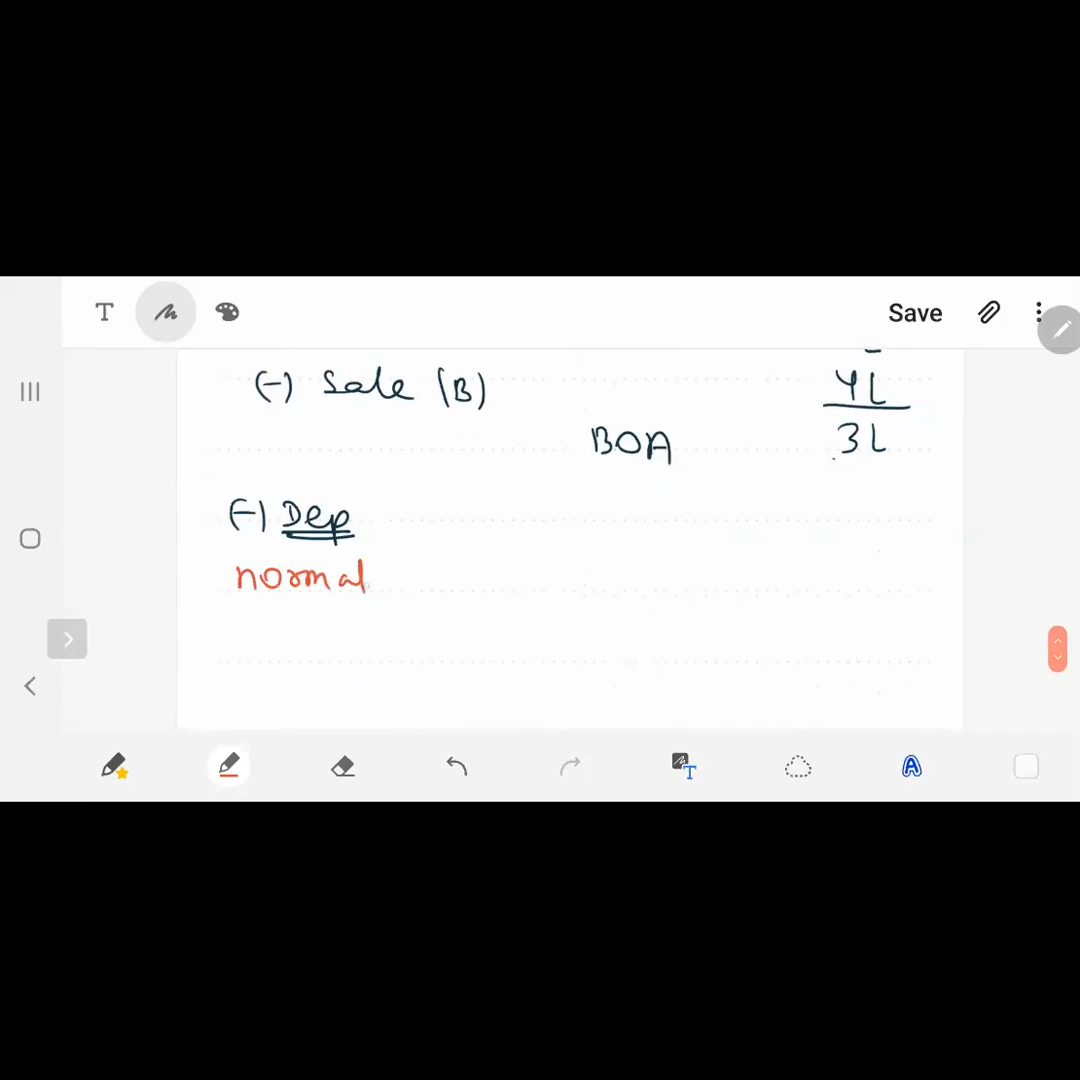 T Save
(-) Sale (B) 4L
BOA 3L
(-) Dep
normal
T
A